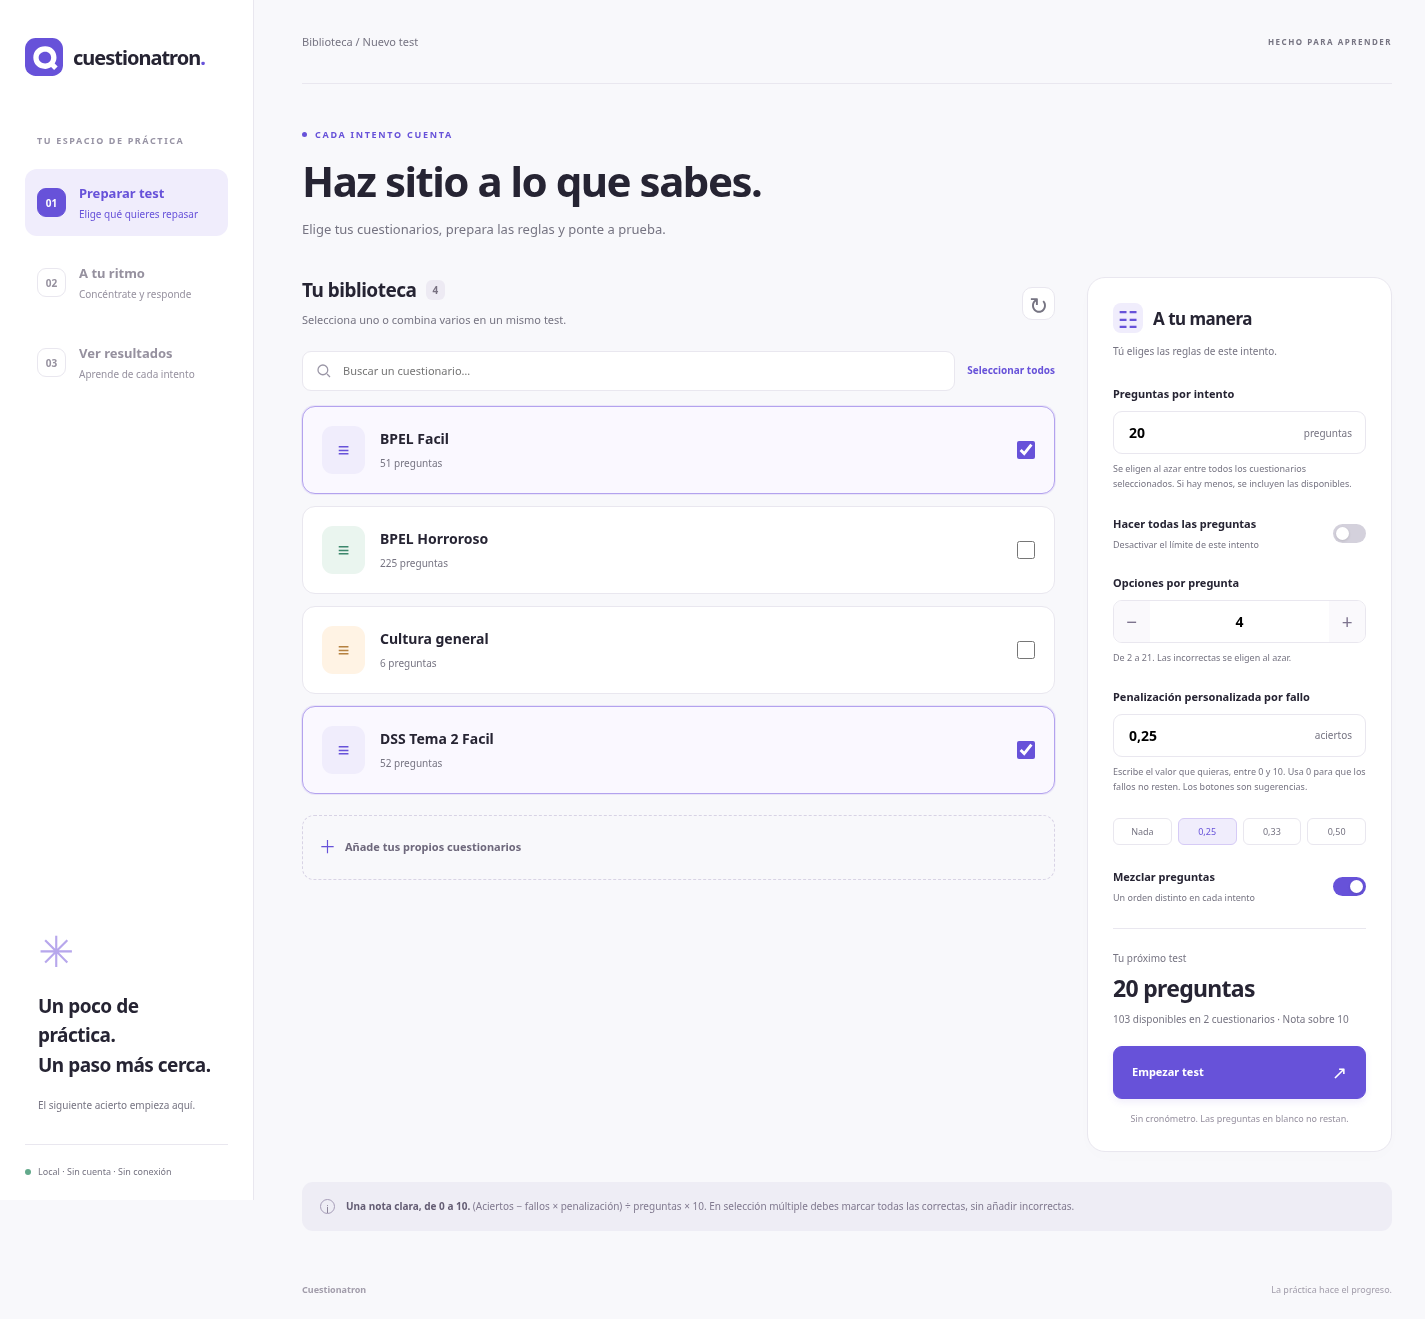 cuestionatron.
TU ESPACIO DE PRÁCTICA
01
Preparar test
Elige qué quieres repasar
02
A tu ritmo
Concéntrate y responde
03
Ver resultados
Aprende de cada intento
Un poco de
práctica.
Un paso más cerca.
El siguiente acierto empieza aquí.
Local · Sin cuenta · Sin conexión
Biblioteca / Nuevo test
HECHO PARA APRENDER
CADA INTENTO CUENTA
Haz sitio a lo que sabes.
Elige tus cuestionarios, prepara las reglas y ponte a prueba.
Tu biblioteca 4
Selecciona uno o combina varios en un mismo test.
Buscar un cuestionario...
Seleccionar todos
BPEL Facil
51 preguntas
BPEL Horroroso
225 preguntas
Cultura general
6 preguntas
DSS Tema 2 Facil
52 preguntas
Añade tus propios cuestionarios
A tu manera
Tú eliges las reglas de este intento.
Preguntas por intento
20 preguntas
Se eligen al azar entre todos los cuestionarios
seleccionados. Si hay menos, se incluyen las disponibles.
Hacer todas las preguntas
Desactivar el límite de este intento
Opciones por pregunta
− 4 +
De 2 a 21. Las incorrectas se eligen al azar.
Penalización personalizada por fallo
0,25 aciertos
Escribe el valor que quieras, entre 0 y 10. Usa 0 para que los
fallos no resten. Los botones son sugerencias.
Nada 0,25 0,33 0,50
Mezclar preguntas
Un orden distinto en cada intento
Tu próximo test
20 preguntas
103 disponibles en 2 cuestionarios · Nota sobre 10
Empezar test ↗
Sin cronómetro. Las preguntas en blanco no restan.
Una nota clara, de 0 a 10. (Aciertos − fallos × penalización) ÷ preguntas × 10. En selección múltiple debes marcar todas las correctas, sin añadir incorrectas.
Cuestionatron
La práctica hace el progreso.